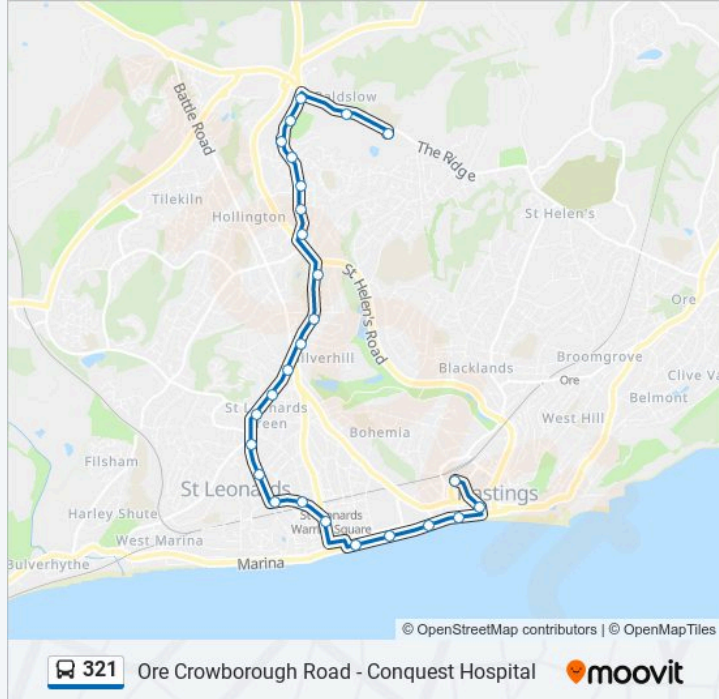 Baldslow
Battle Road
The Ridge
Tilekiln
Hollington
St Helen's
St. Helen's Road
Ore
Silverhill
Blacklands
Broomgrove
Ore
Clive Va
Belmont
St Leonards
Green
West Hill
Bohemia
Filsham
St Leonards
Hastings
Harley Shute
St Leonards
Warrior Square
West Marina
Bulverhythe
Marina
© OpenStreetMap contributors | © OpenMapTiles
321 Ore Crowborough Road - Conquest Hospital moovit